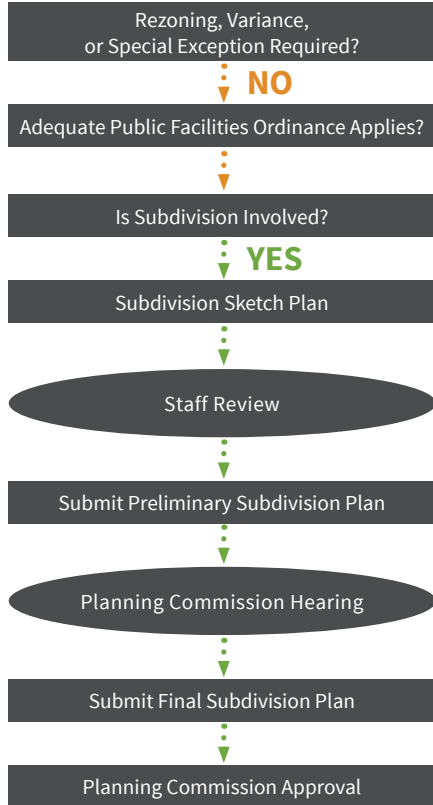 Rezoning, Variance,
or Special Exception Required?
NO
Adequate Public Facilities Ordinance Applies?
Is Subdivision Involved?
YES
Subdivision Sketch Plan
Staff Review
Submit Preliminary Subdivision Plan
Planning Commission Hearing
Submit Final Subdivision Plan
Planning Commission Approval